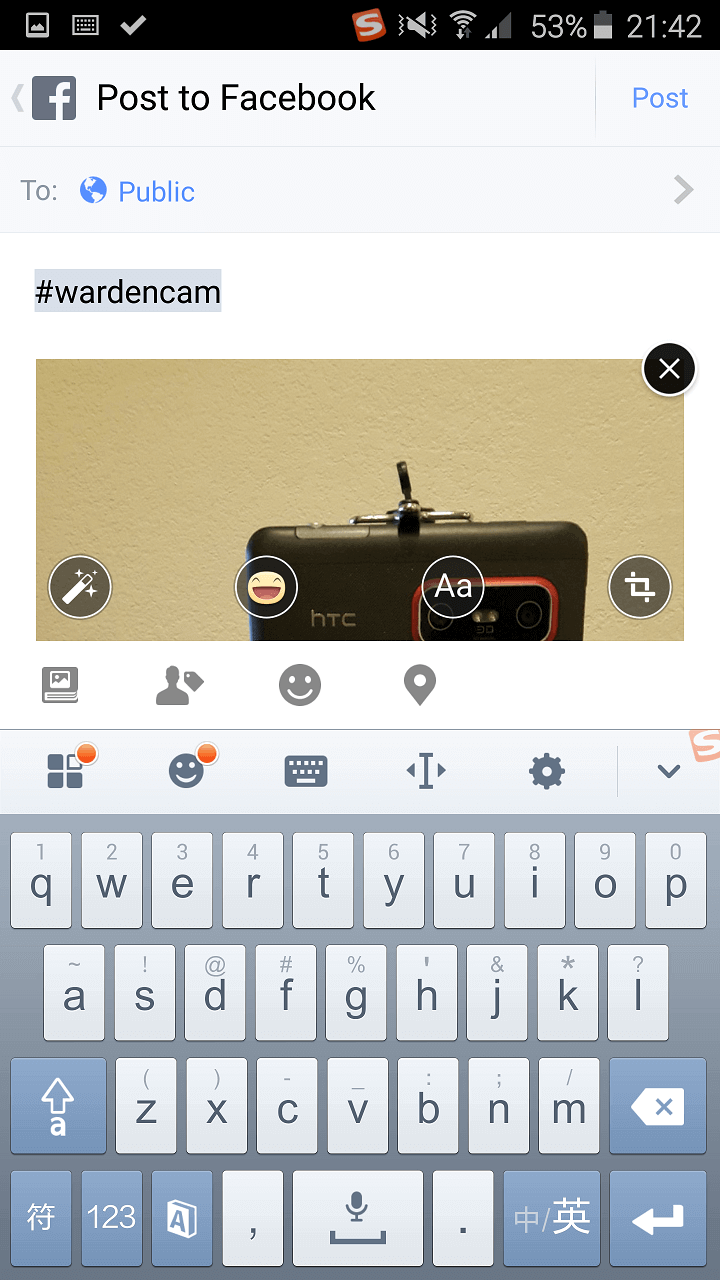 53% 21:42
Post to Facebook Post
To: Public
#wardencam
Aa
hTC
3D
1 2 3 4 5 6 7 8 9 0
q w e r t y u i o p
~ ! @ # % ' & * ?
a s d f g h j k l
( ) - _ : ; /
a z x c v b n m
符 123 A , . 中/英